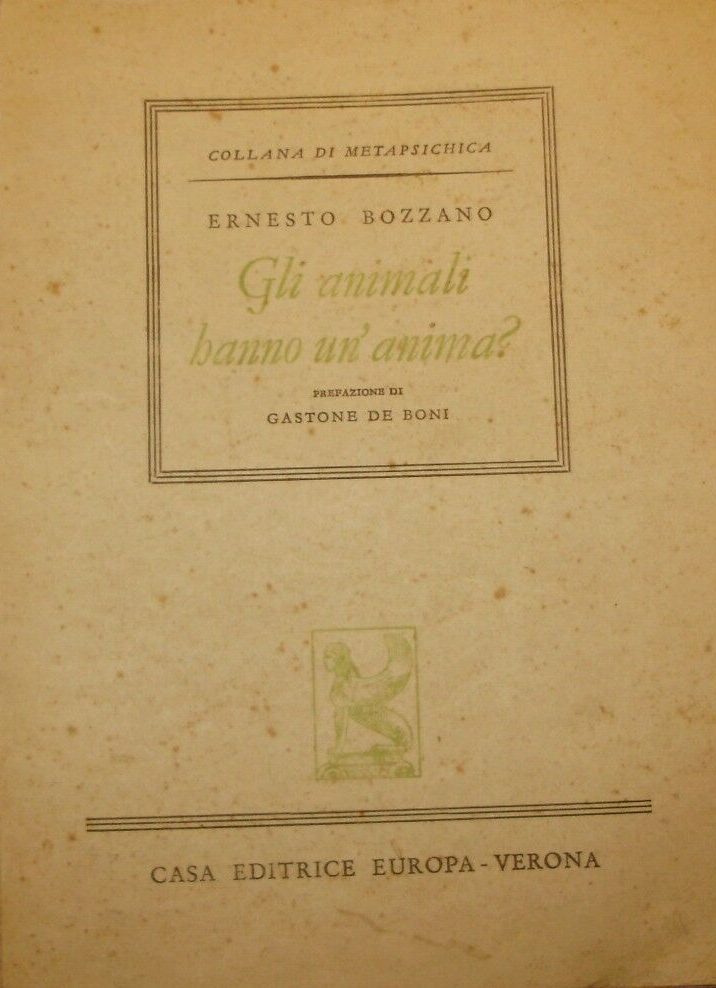 COLLANA DI METAPSICHICA
ERNESTO BOZZANO
Gli animali
hanno un' anima?
PREFAZIONE DI
GASTONE DE BONI
CASA EDITRICE EUROPA - VERONA